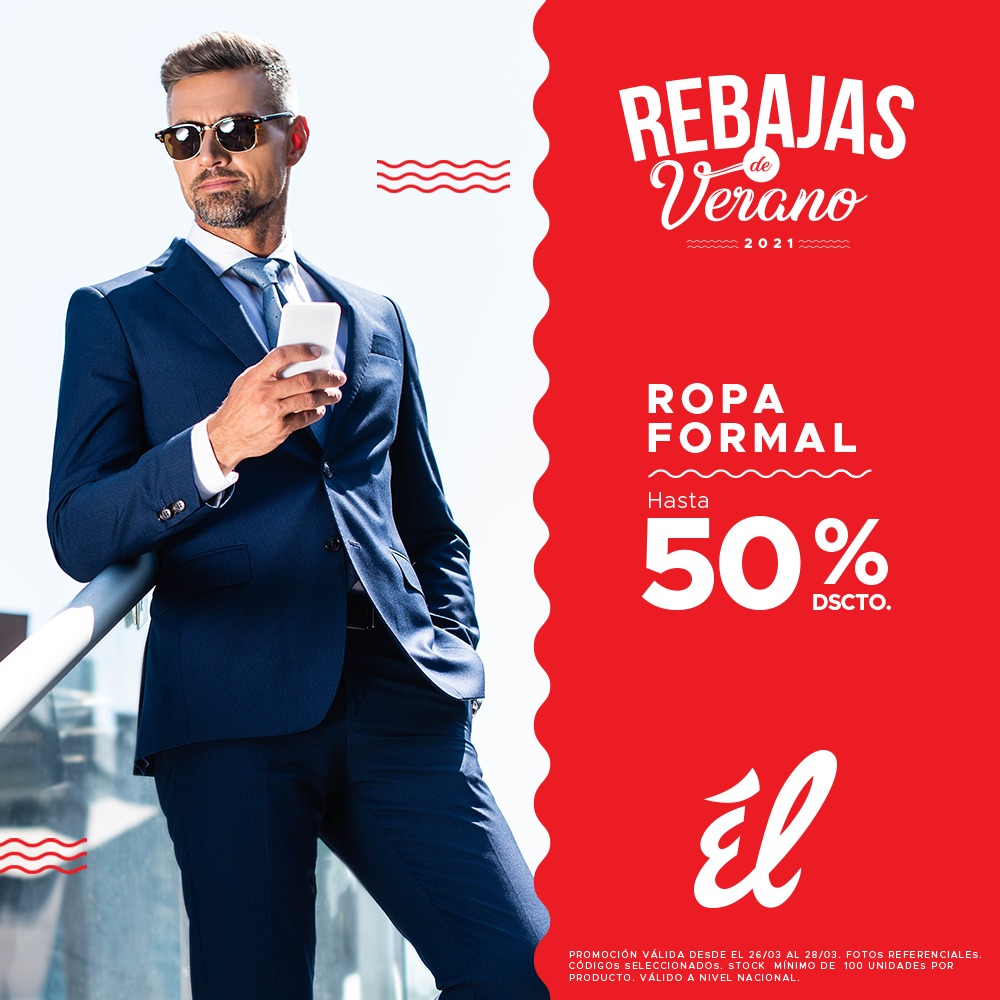 REBAJAS
de
Verano
2021
ROPA
FORMAL
Hasta
50%
DSCTO.
Él
PROMOCIÓN VÁLIDA DESDE EL 26/03 AL 28/03. FOTOS REFERENCIALES.
CÓDIGOS SELECCIONADOS. STOCK MÍNIMO DE 100 UNIDADES POR
PRODUCTO. VÁLIDO A NIVEL NACIONAL.